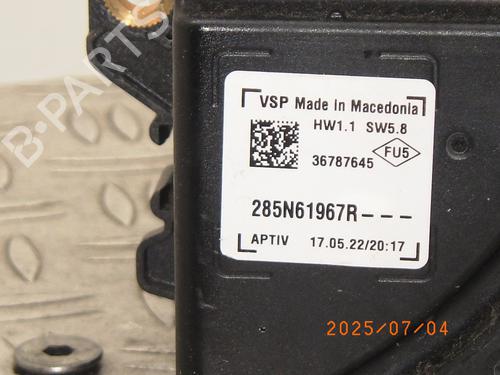 B-PARTS
VSP Made in Macedonia
HW1.1 SW5.8
36787645
FU5
285N61967R---
APTIV 17.05.22/20:17
2025/07/04